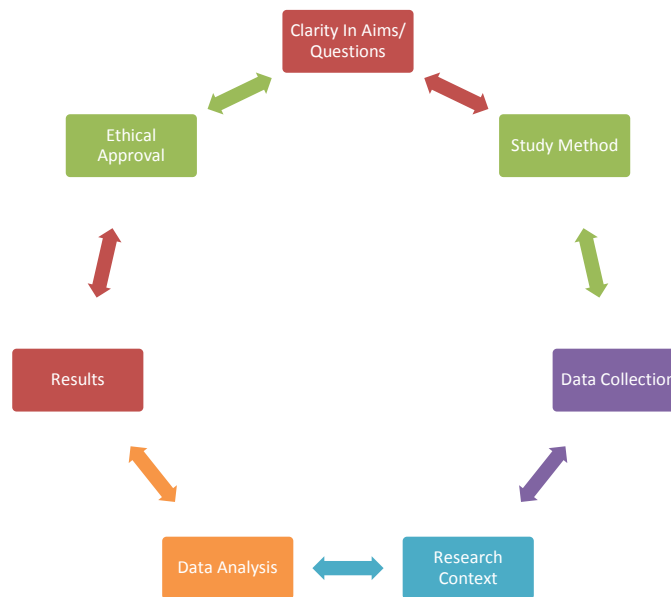 Clarity In Aims/
Questions
Study Method
Data Collection
Research
Context
Data Analysis
Results
Ethical
Approval